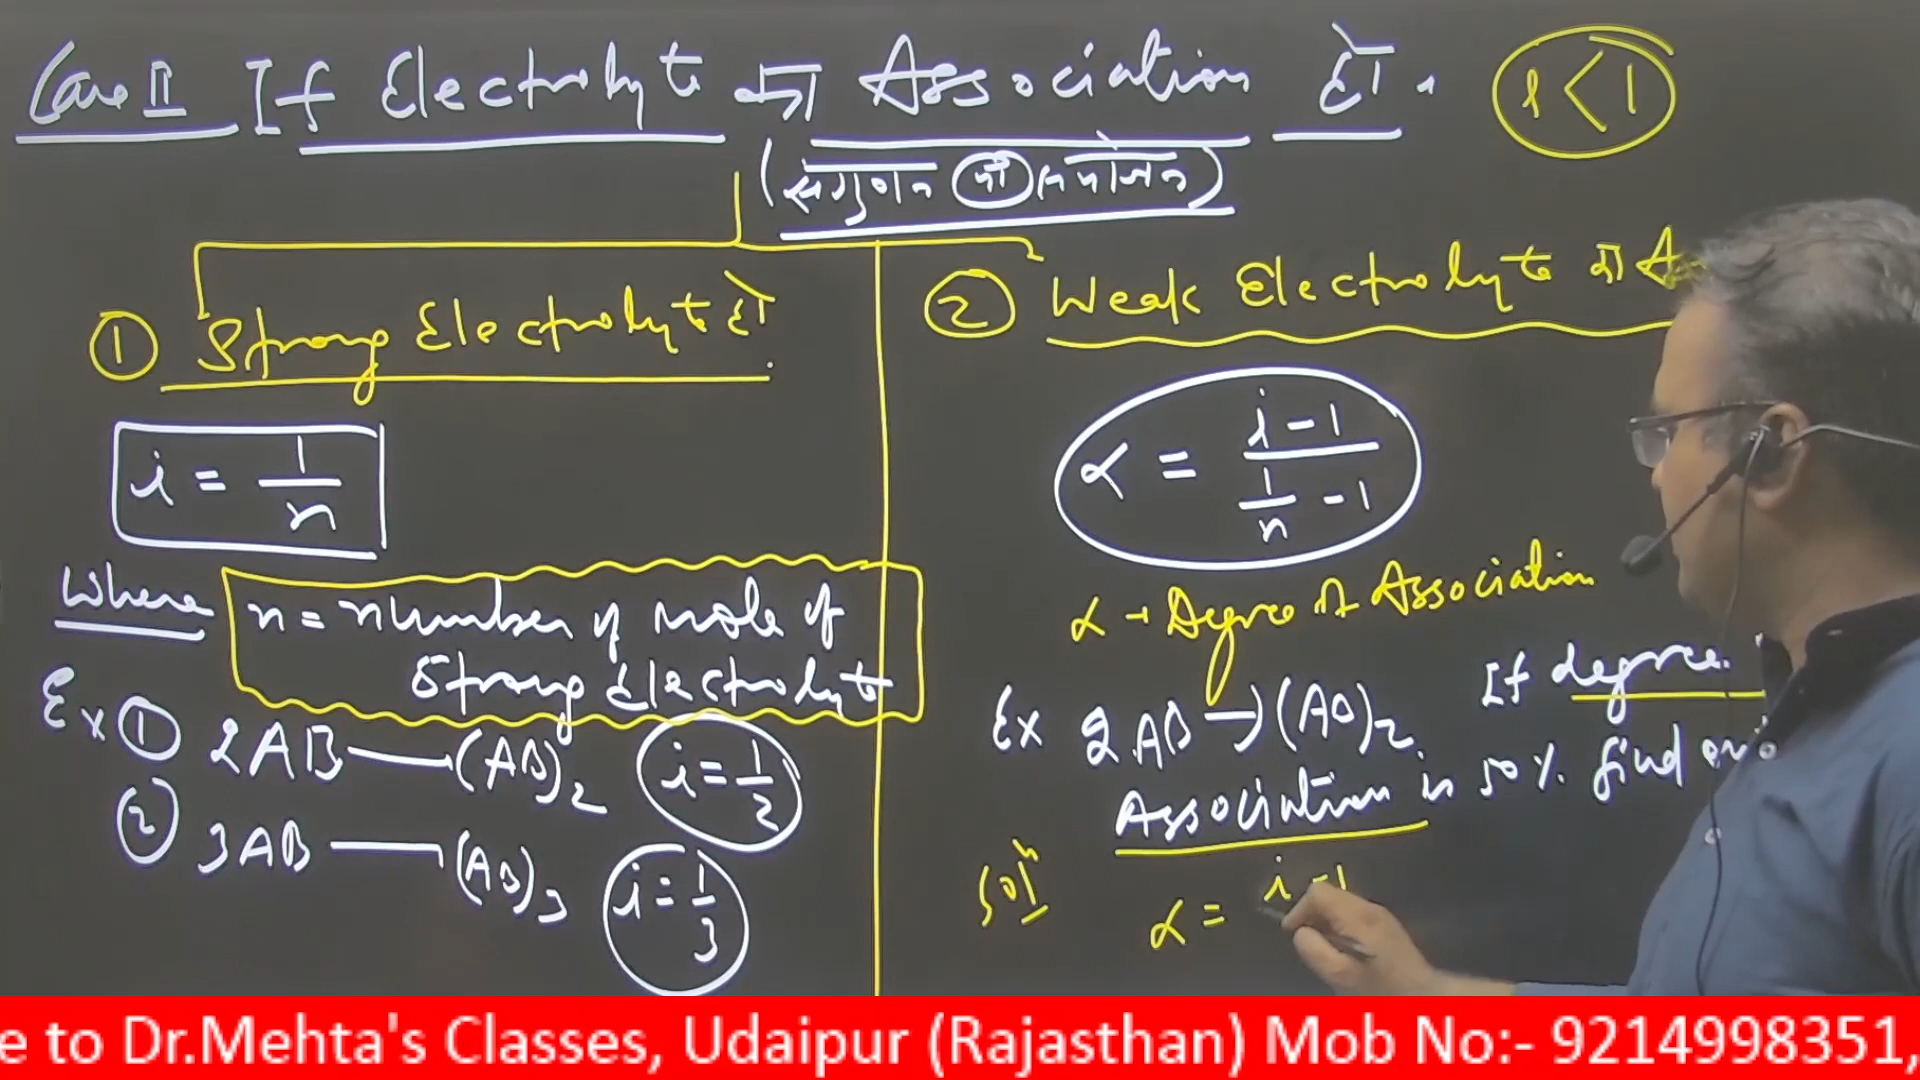 Case II If Electrolyte का Association हो. i < 1
(संगुणन या संयोजन)
① Strong Electrolyte हो.
i = 1/n
Where n = number of mole of
Strong Electrolyte
Ex ① 2AB → (AB)2 i = 1/2
② 3AB → (AB)3 i = 1/3
② Weak Electrolyte का
α = (i - 1)/(1/n - 1)
α → Degree of Association
Ex 2AB → (AB)2. If degree
Association is 50%. find out
Solⁿ α = i - 1
e to Dr.Mehta's Classes, Udaipur (Rajasthan) Mob No:- 9214998351,